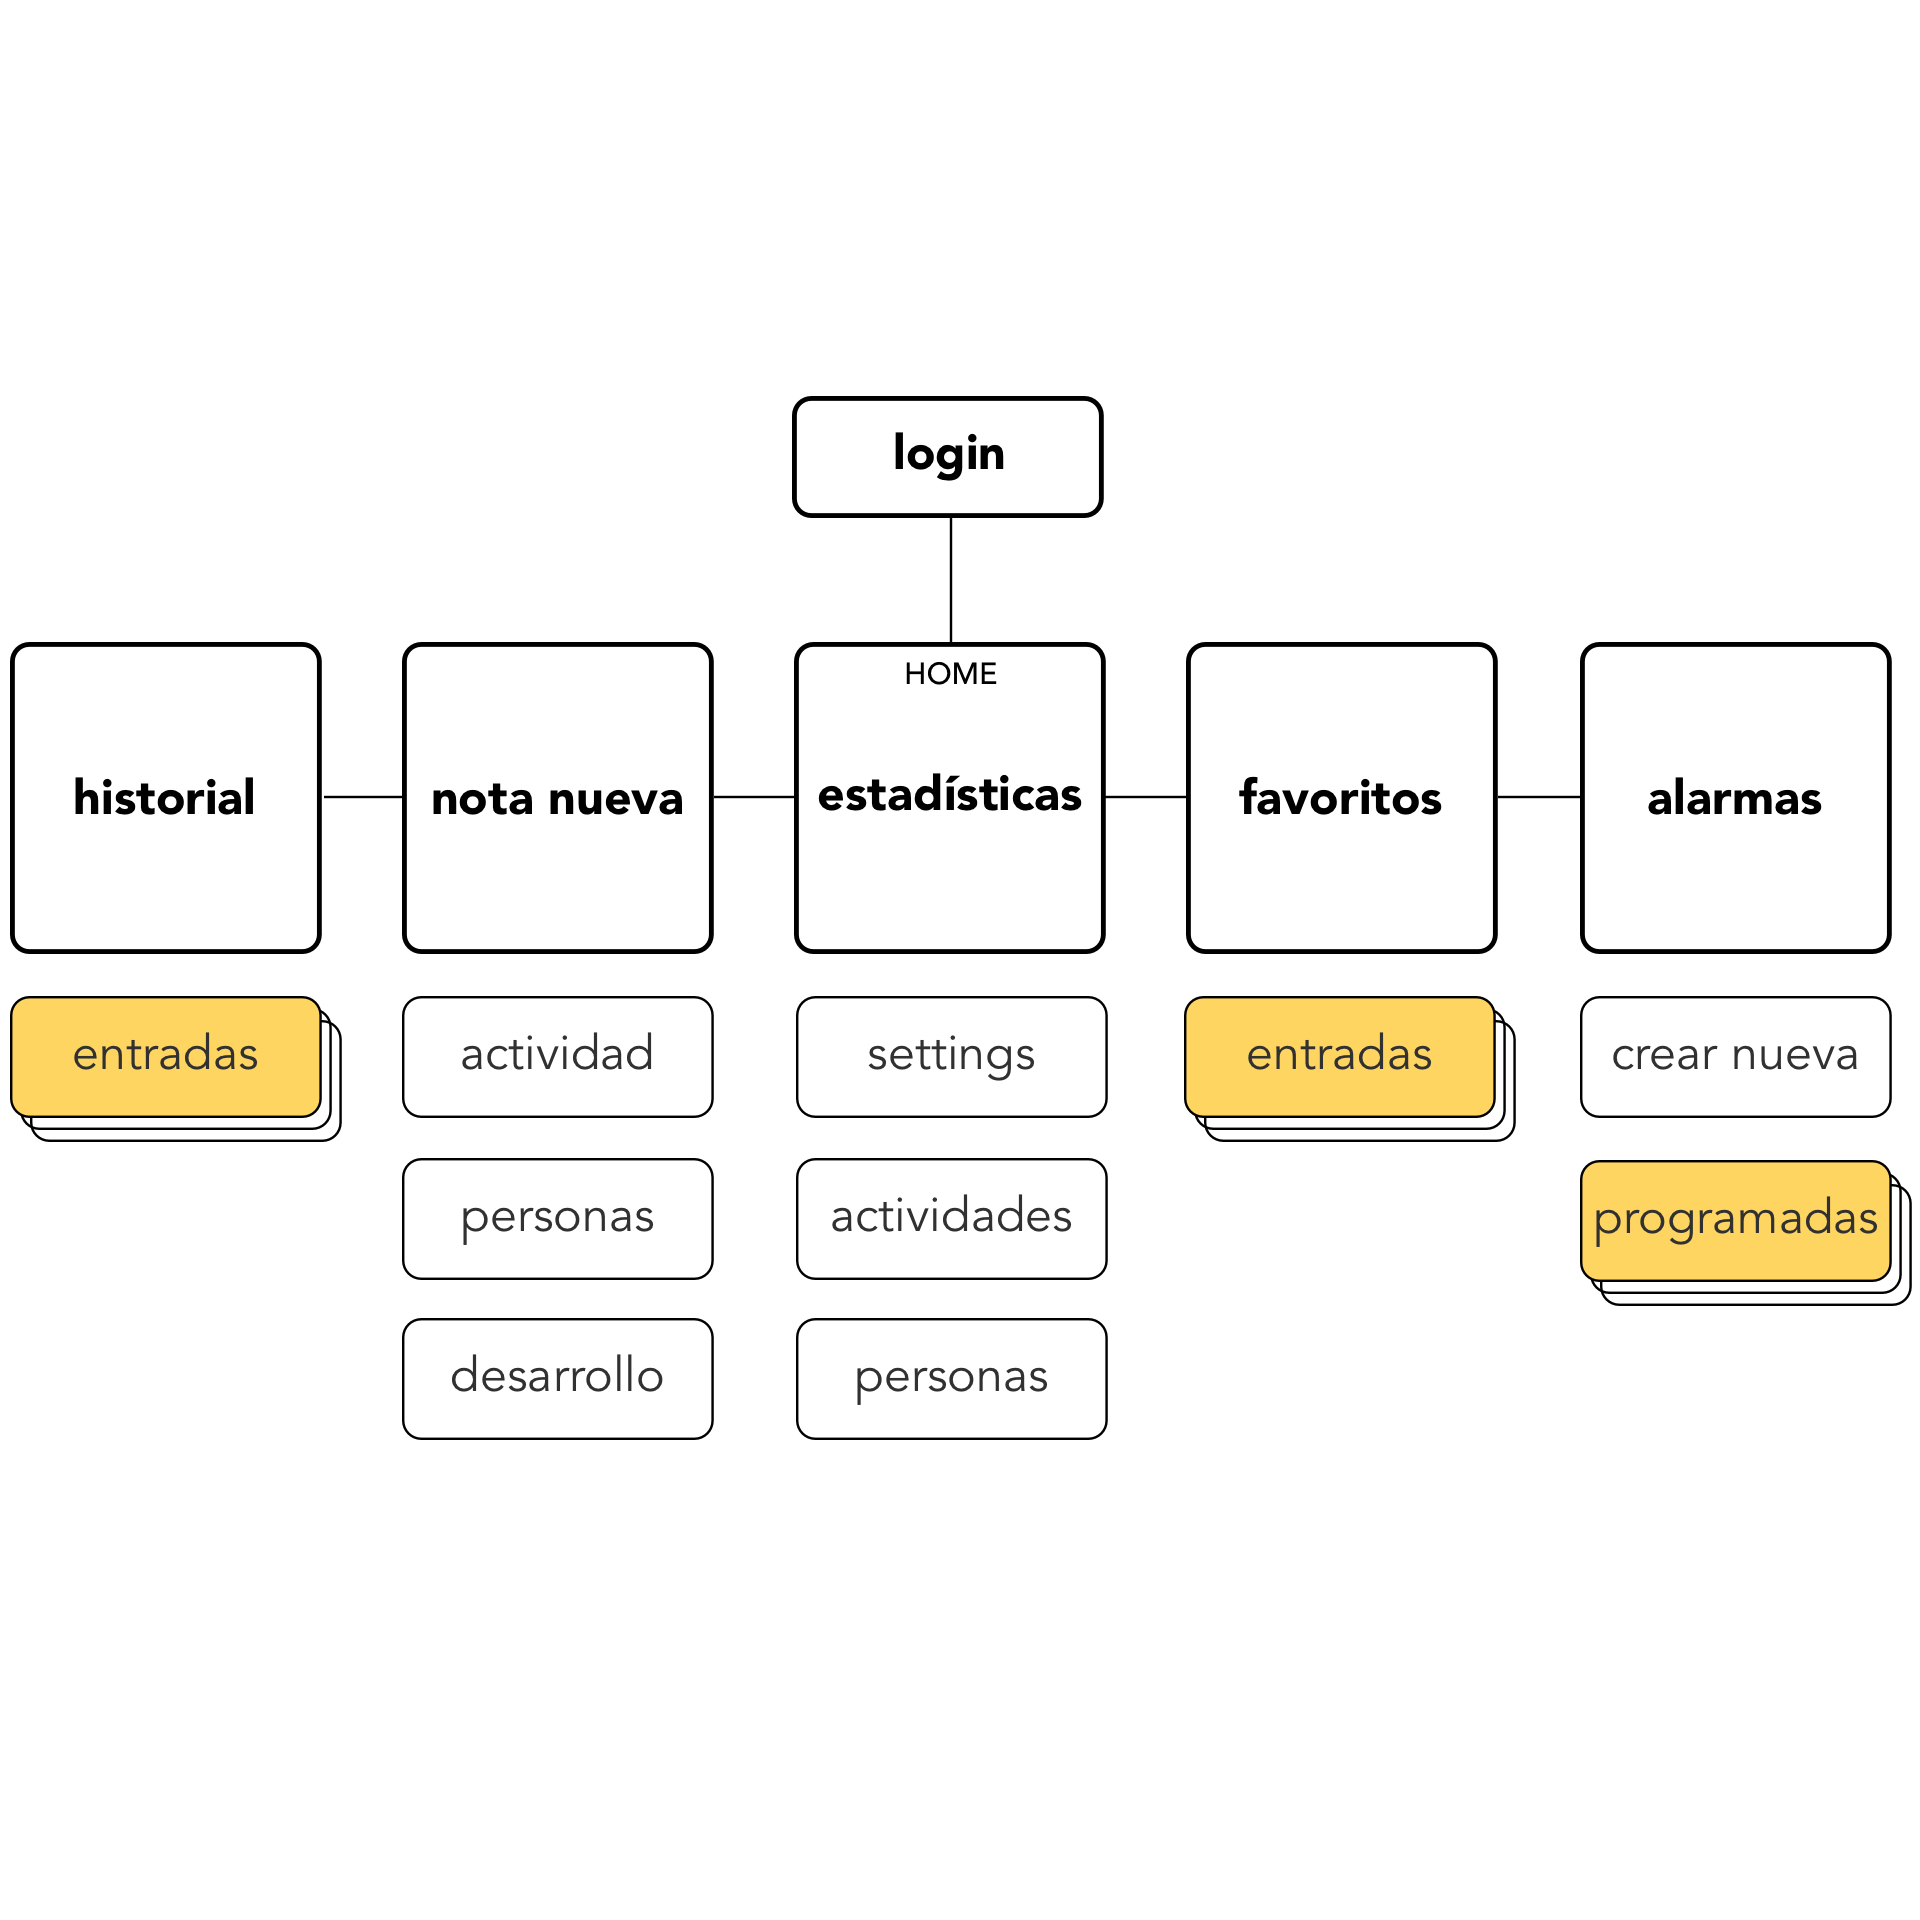 login
HOME
historial
nota nueva
estadísticas
favoritos
alarmas
entradas
actividad
settings
entradas
crear nueva
personas
actividades
programadas
desarrollo
personas